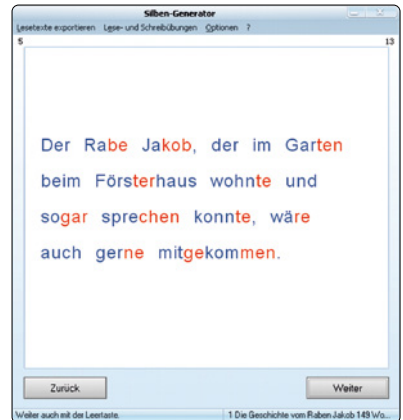 Silben-Generator
Lesetexte exportieren Lese- und Schreibübungen Optionen ?
5 13
Der Rabe Jakob, der im Garten
beim Försterhaus wohnte und
sogar sprechen konnte, wäre
auch gerne mitgekommen.
Zurück Weiter
Weiter auch mit der Leertaste. 1 Die Geschichte vom Raben Jakob 149 Wo...